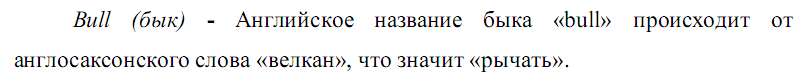 Bull (бык) - Английское название быка «bull» происходит от
англосаксонского слова «велкан», что значит «рычать».